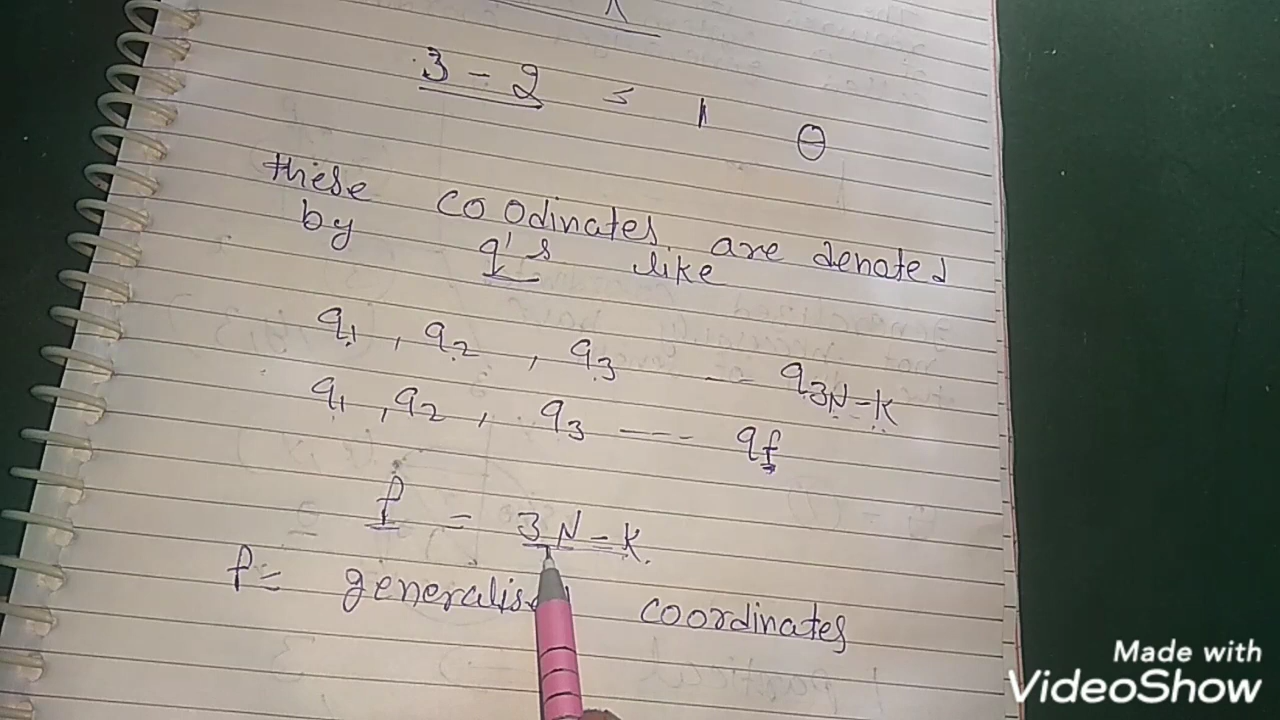 3 - 2 = 1 θ
these coodinates are denoted
by q's like
q1 , q2 , q3 -- q3N-K
q1 , q2 , q3 --- qf
f = 3N-K.
f = generalised coordinates
Made with
VideoShow